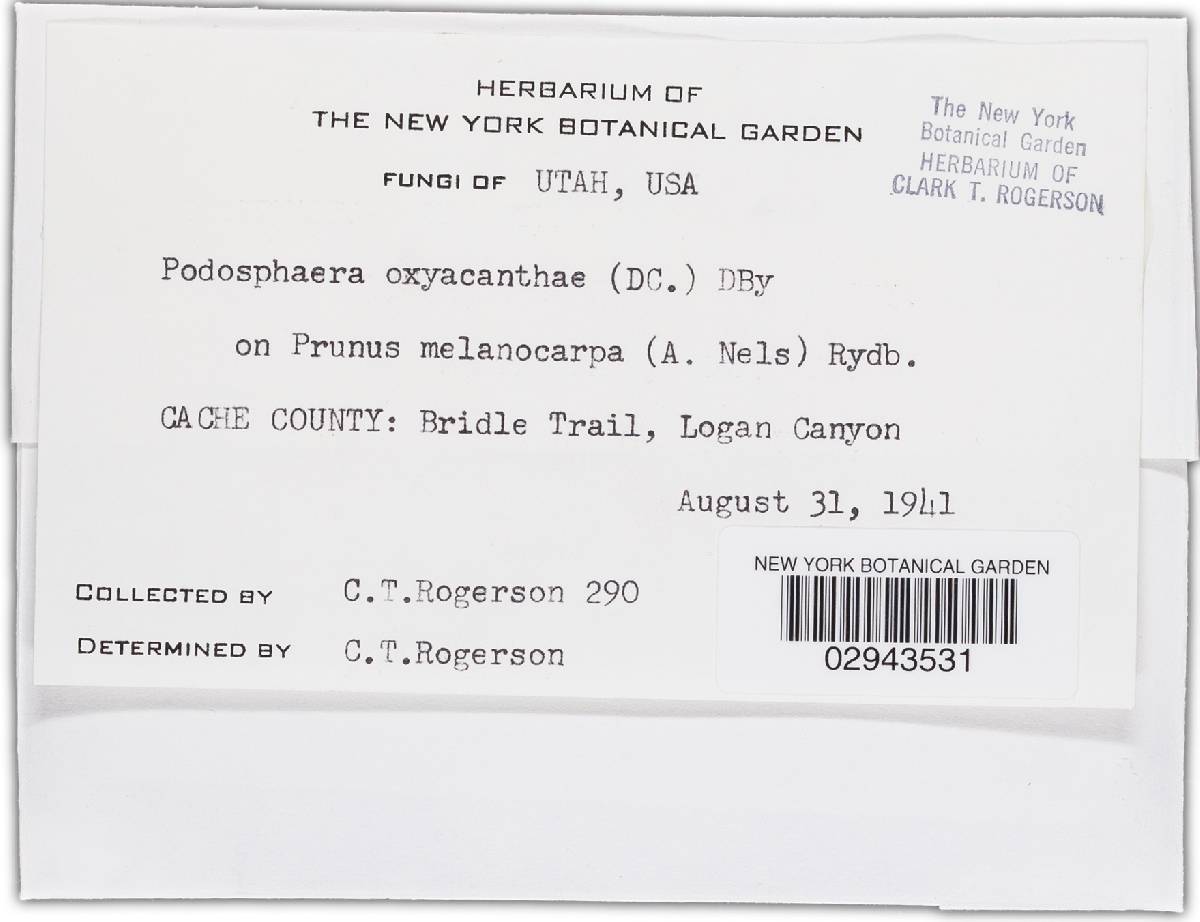 HERBARIUM OF
THE NEW YORK BOTANICAL GARDEN
FUNGI OF UTAH, USA
The New York
Botanical Garden
HERBARIUM OF
CLARK T. ROGERSON
Podosphaera oxyacanthae (DC.) DBy
on Prunus melanocarpa (A. Nels) Rydb.
CACHE COUNTY: Bridle Trail, Logan Canyon
August 31, 1941
COLLECTED BY C.T.Rogerson 290
DETERMINED BY C.T.Rogerson
NEW YORK BOTANICAL GARDEN
02943531